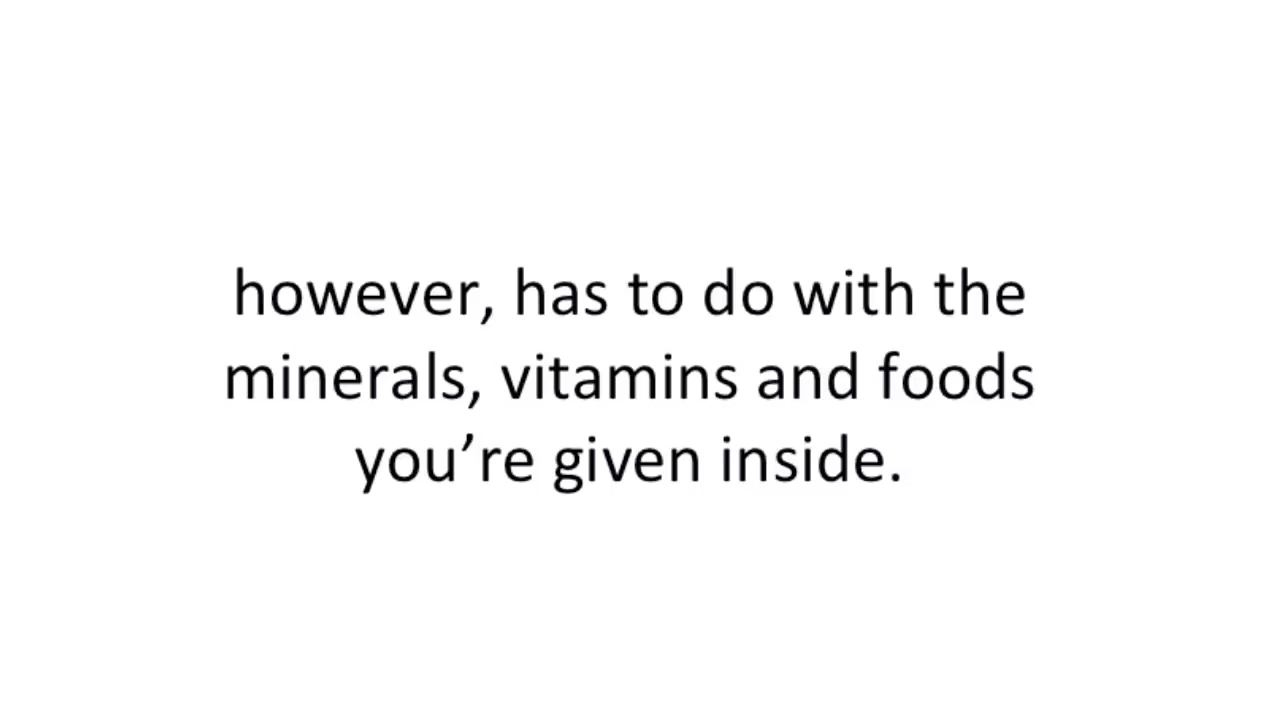 however, has to do with the
minerals, vitamins and foods
you’re given inside.